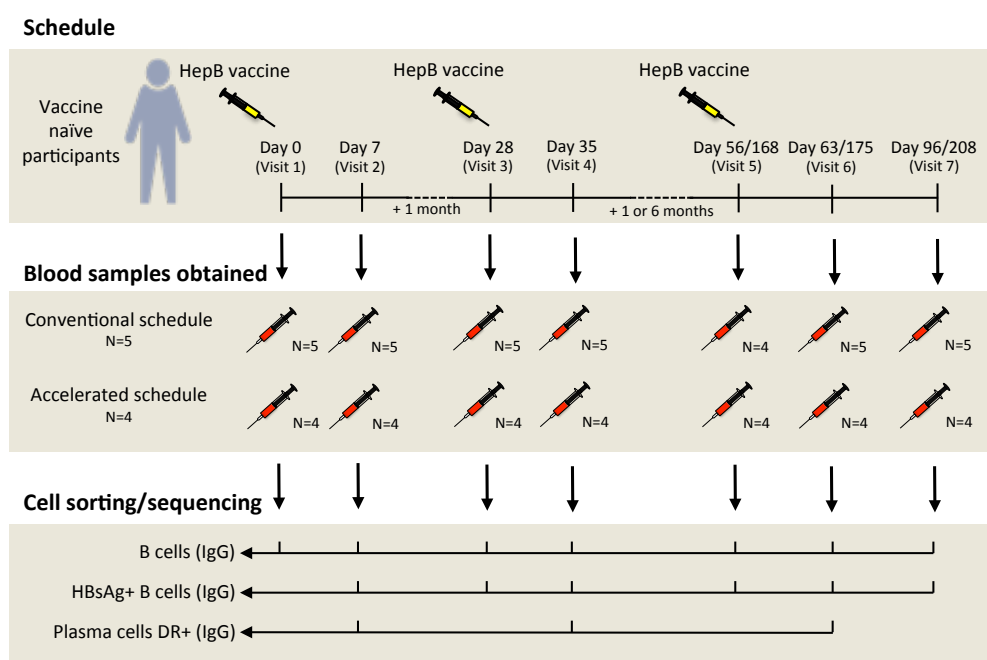 Schedule
HepB vaccine HepB vaccine HepB vaccine
Vaccine
naïve
participants
Day 0 Day 7 Day 28 Day 35 Day 56/168 Day 63/175 Day 96/208
(Visit 1) (Visit 2) (Visit 3) (Visit 4) (Visit 5) (Visit 6) (Visit 7)
+ 1 month + 1 or 6 months
Blood samples obtained
Conventional schedule
N=5
N=5 N=5 N=5 N=5 N=4 N=5 N=5
Accelerated schedule
N=4
N=4 N=4 N=4 N=4 N=4 N=4 N=4
Cell sorting/sequencing
B cells (IgG)
HBsAg+ B cells (IgG)
Plasma cells DR+ (IgG)